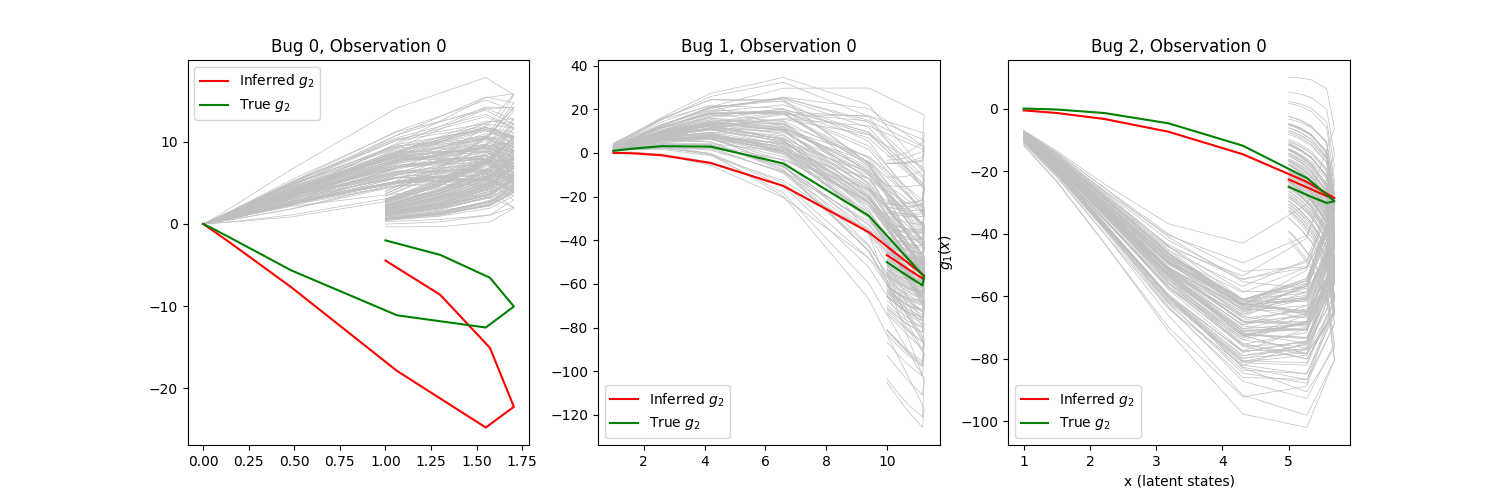 Bug 0, Observation 0
Inferred g₂
True g₂
10
0
−10
−20
0.00 0.25 0.50 0.75 1.00 1.25 1.50 1.75
Bug 1, Observation 0
40
20
0
−20
−40
−60
−80
−100
−120
Inferred g₂
True g₂
2 4 6 8 10
Bug 2, Observation 0
g₁(x)
0
−20
−40
−60
−80
−100
Inferred g₂
True g₂
1 2 3 4 5
x (latent states)